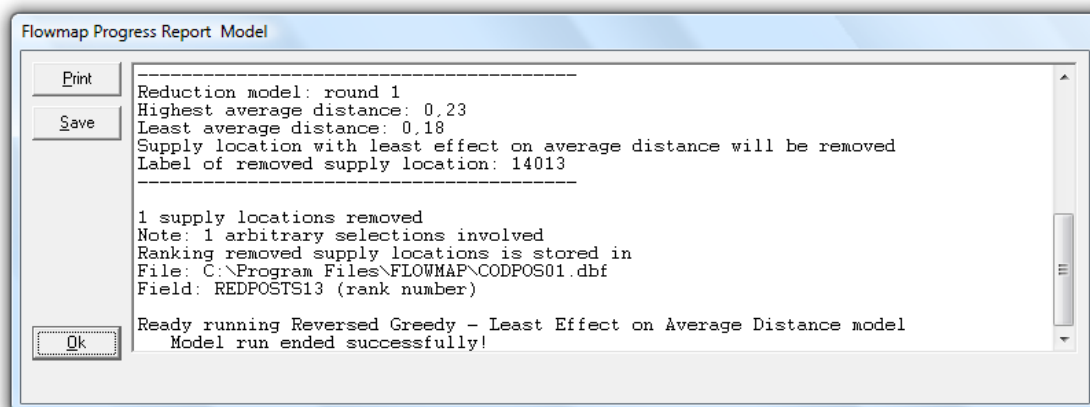 Flowmap Progress Report Model
Print
Save
Ok
----------------------------------------
Reduction model: round 1
Highest average distance: 0,23
Least average distance: 0,18
Supply location with least effect on average distance will be removed
Label of removed supply location: 14013
----------------------------------------
1 supply locations removed
Note: 1 arbitrary selections involved
Ranking removed supply locations is stored in
File: C:\Program Files\FLOWMAP\CODPOS01.dbf
Field: REDPOSTS13 (rank number)
Ready running Reversed Greedy - Least Effect on Average Distance model
Model run ended successfully!